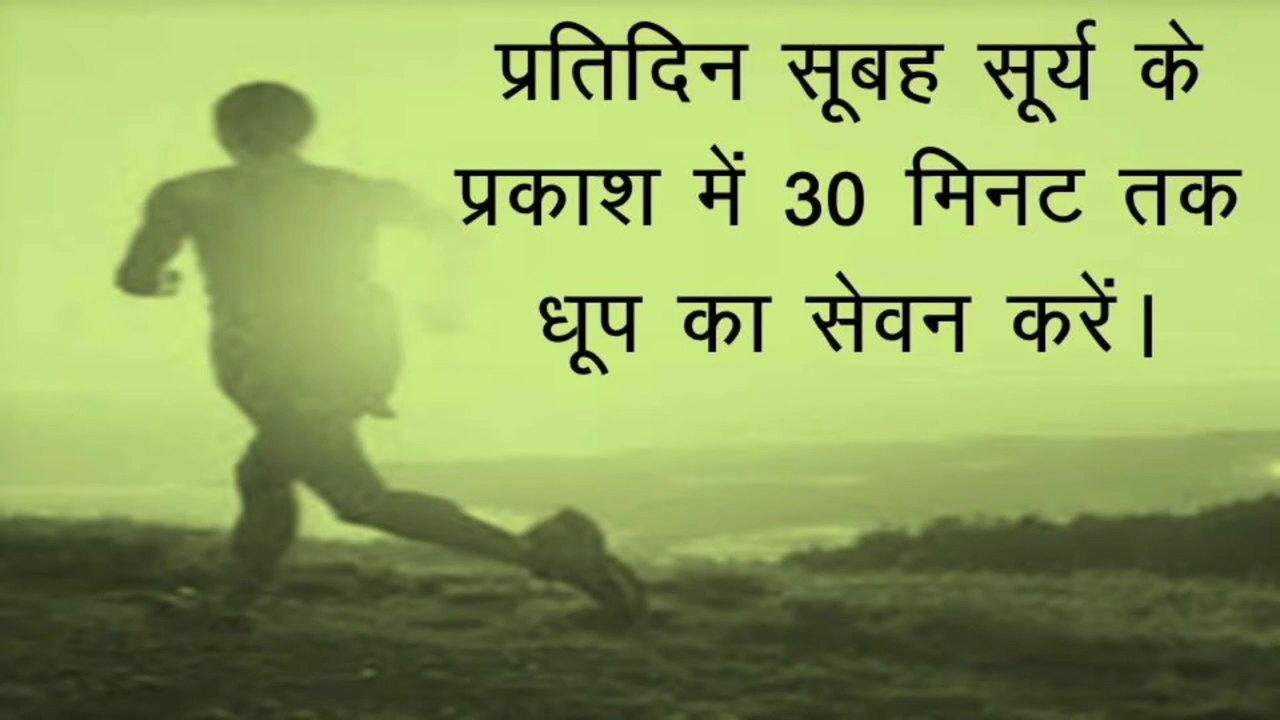 प्रतिदिन सूबह सूर्य के
प्रकाश में 30 मिनट तक
धूप का सेवन करें।